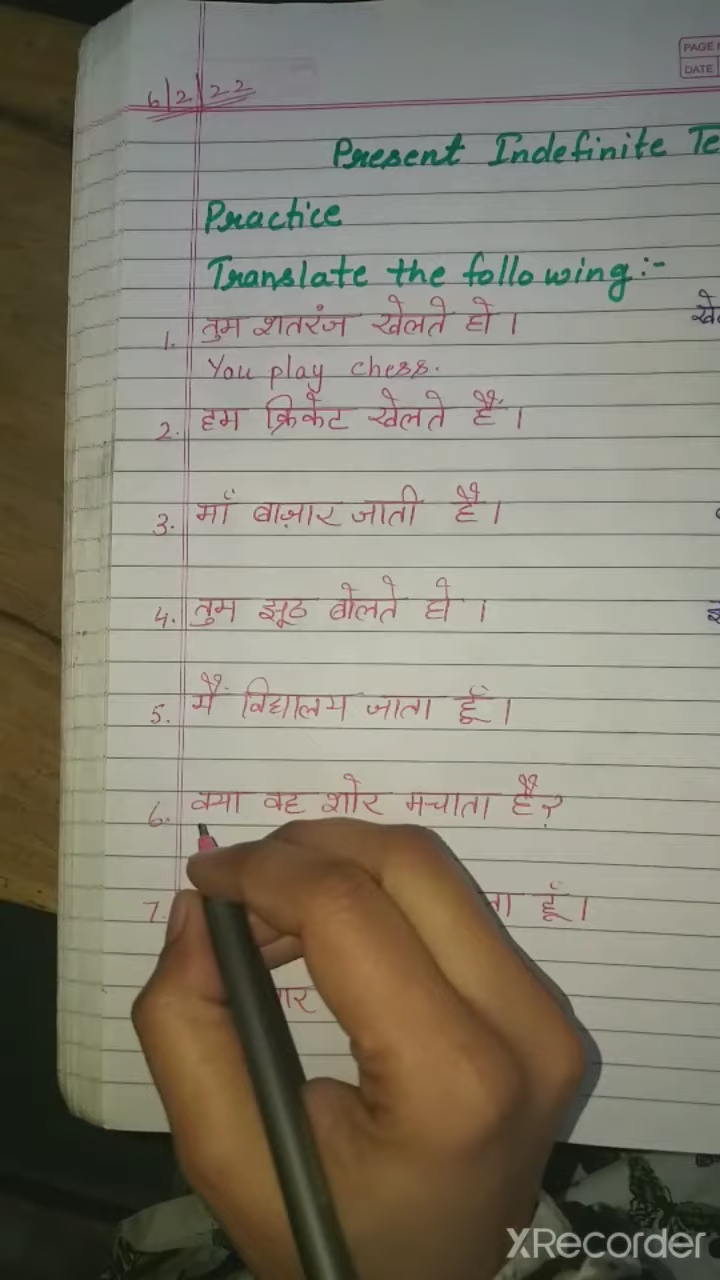 PAGE
DATE
6/2/22
Present Indefinite Te
Practice
Translate the following:-
1. तुम शतरंज खेलते हो।
You play chess.
2. हम क्रिकेट खेलते हैं।
3. माँ बाज़ार जाती है।
4. तुम झूठ बोलते हो।
5. मैं विद्यालय जाता हूँ।
6. क्या वह शोर मचाता है?
7. ता हूँ।
XRecorder